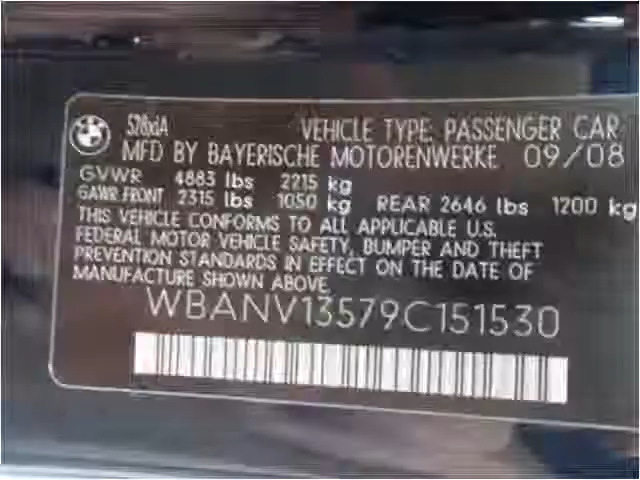 528xiA VEHICLE TYPE: PASSENGER CAR
MFD BY BAYERISCHE MOTORENWERKE 09/08
GVWR 4883 lbs 2215 kg
GAWR FRONT 2315 lbs 1050 kg REAR 2646 lbs 1200 kg
THIS VEHICLE CONFORMS TO ALL APPLICABLE U.S.
FEDERAL MOTOR VEHICLE SAFETY, BUMPER AND THEFT
PREVENTION STANDARDS IN EFFECT ON THE DATE OF
MANUFACTURE SHOWN ABOVE.
WBANV13579C151530